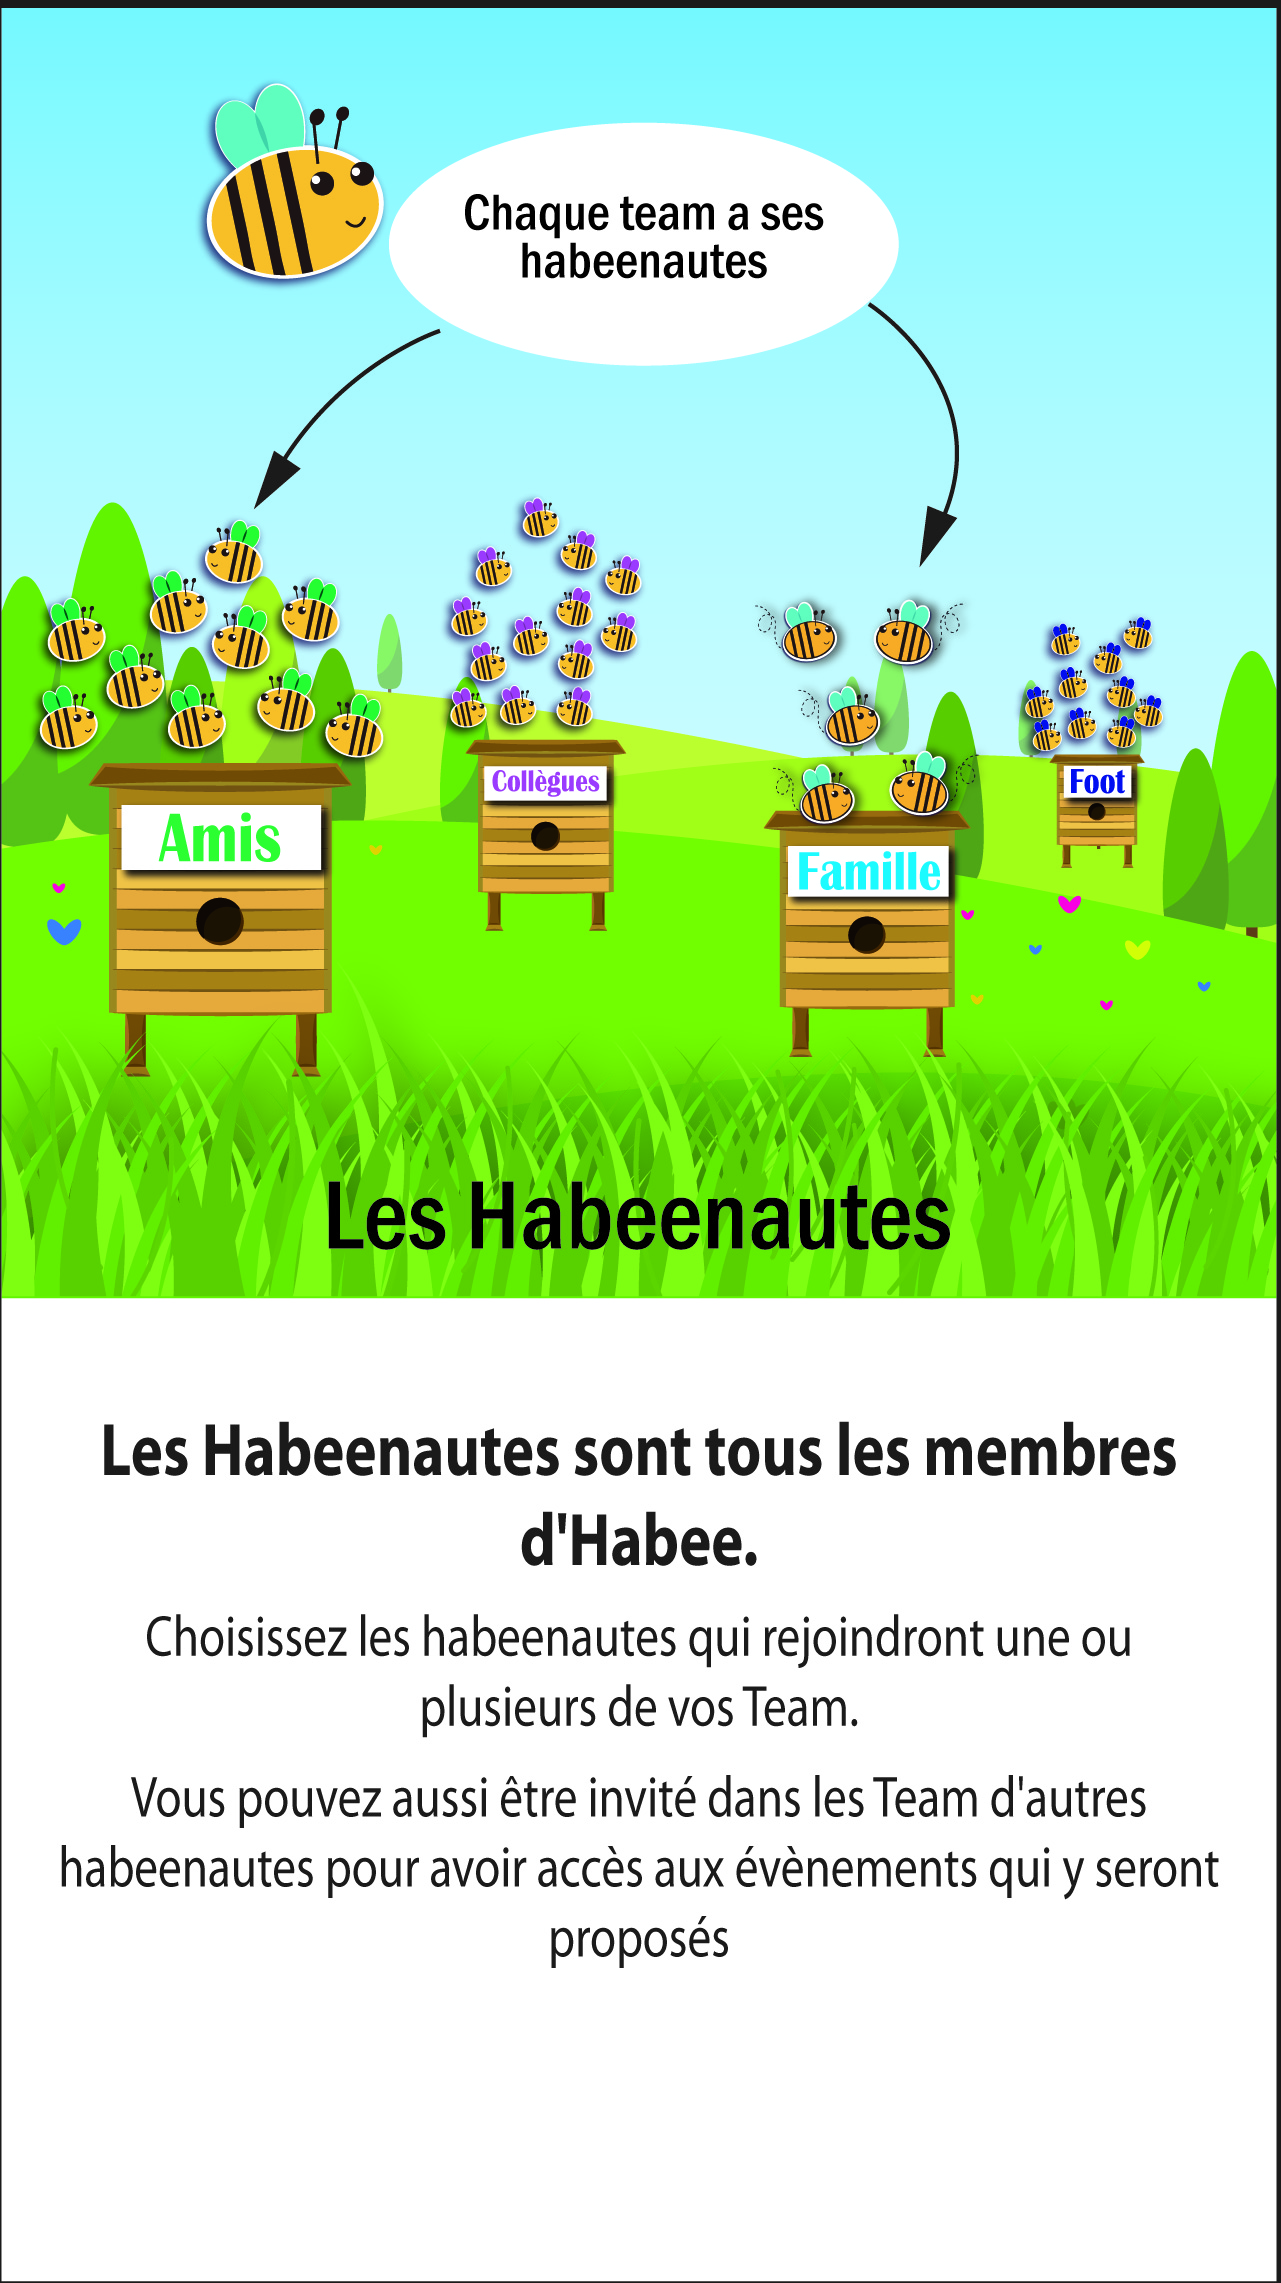 Chaque team a ses
habeenautes
Collègues
Foot
Amis
Famille
Les Habeenautes
Les Habeenautes sont tous les membres
d'Habee.
Choisissez les habeenautes qui rejoindront une ou
plusieurs de vos Team.
Vous pouvez aussi être invité dans les Team d'autres
habeenautes pour avoir accès aux évènements qui y seront
proposés